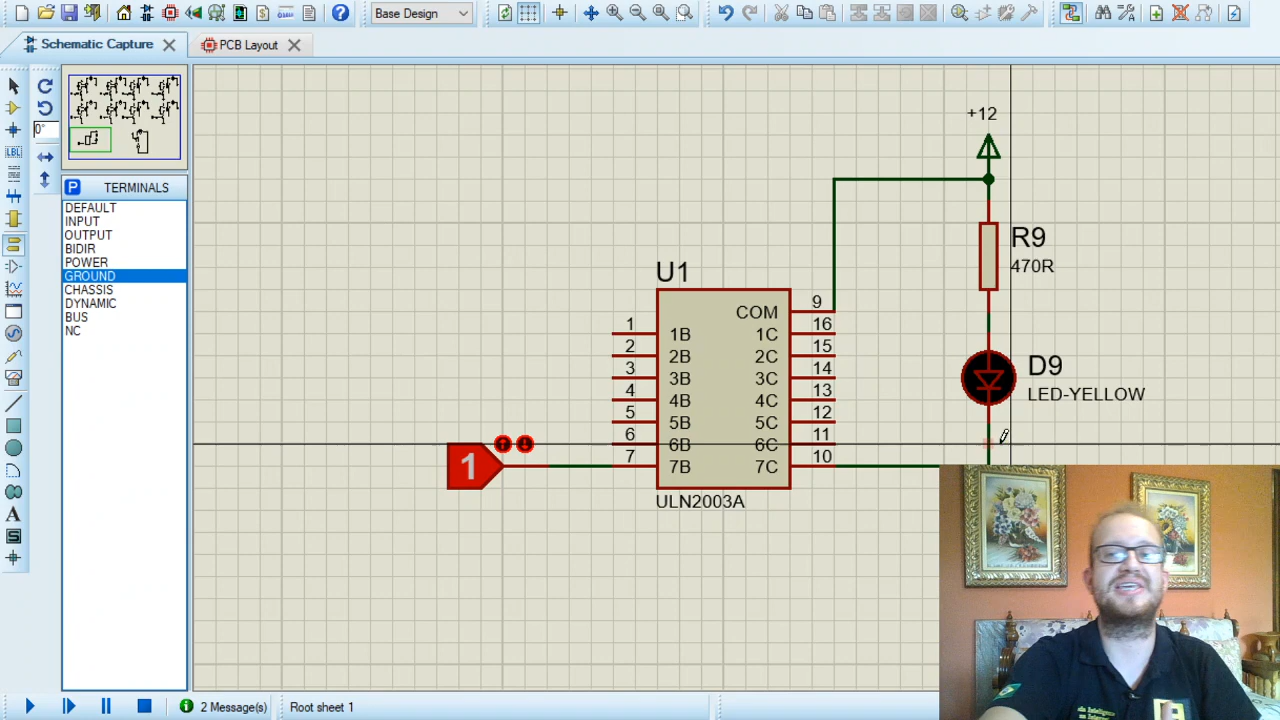 Base Design
Schematic Capture
PCB Layout
0°
LBL
P TERMINALS
DEFAULT
INPUT
OUTPUT
BIDIR
POWER
GROUND
CHASSIS
DYNAMIC
BUS
NC
A
S
+12
R9
470R
U1
COM 9
1 1B 1C 16
2 2B 2C 15
3 3B 3C 14
4 4B 4C 13
5 5B 5C 12
6 6B 6C 11
7 7B 7C 10
ULN2003A
D9
LED-YELLOW
1
2 Message(s)
Root sheet 1